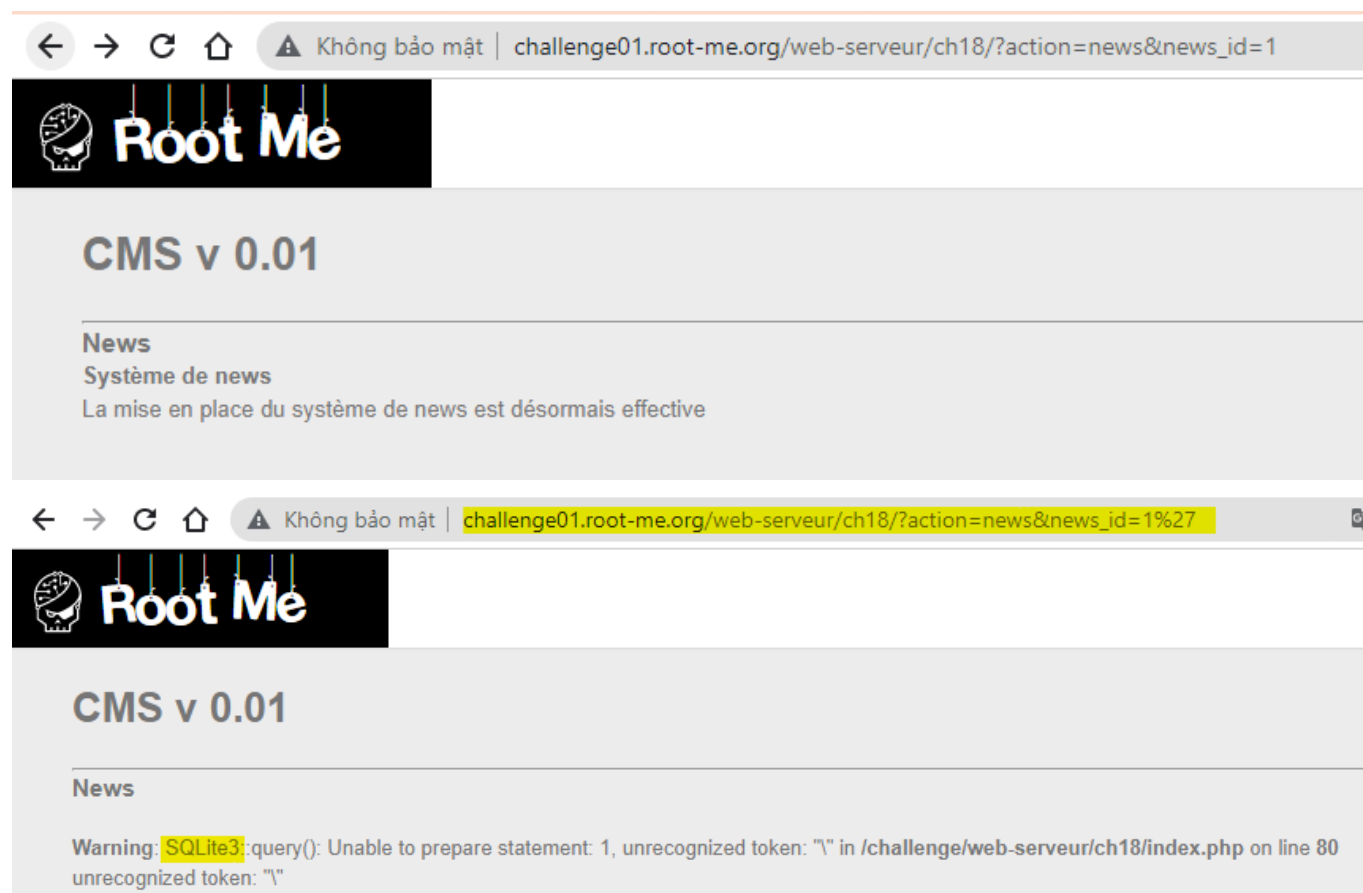 Không bảo mật | challenge01.root-me.org/web-serveur/ch18/?action=news&news_id=1
Root Me
CMS v 0.01
News
Système de news
La mise en place du système de news est désormais effective
Không bảo mật | challenge01.root-me.org/web-serveur/ch18/?action=news&news_id=1%27
Root Me
CMS v 0.01
News
Warning: SQLite3::query(): Unable to prepare statement: 1, unrecognized token: "\" in /challenge/web-serveur/ch18/index.php on line 80
unrecognized token: "\"